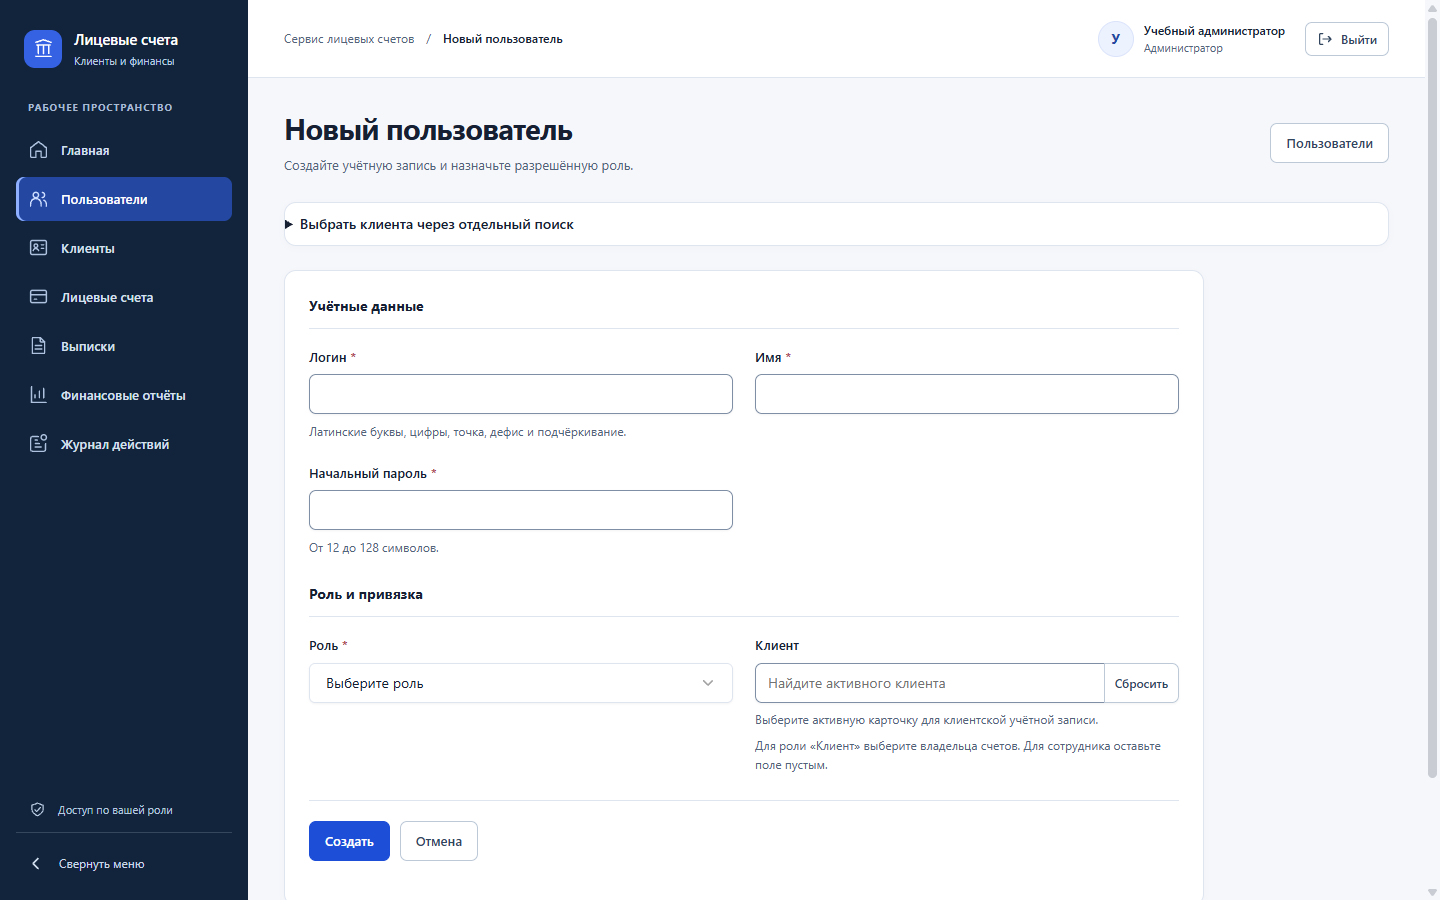 Лицевые счета
Клиенты и финансы
РАБОЧЕЕ ПРОСТРАНСТВО
Главная
Пользователи
Клиенты
Лицевые счета
Выписки
Финансовые отчёты
Журнал действий
Доступ по вашей роли
Свернуть меню
Сервис лицевых счетов / Новый пользователь
У
Учебный администратор
Администратор
Выйти
Новый пользователь
Создайте учётную запись и назначьте разрешённую роль.
Пользователи
Выбрать клиента через отдельный поиск
Учётные данные
Логин *
Имя *
Латинские буквы, цифры, точка, дефис и подчёркивание.
Начальный пароль *
От 12 до 128 символов.
Роль и привязка
Роль *
Клиент
Выберите роль
Найдите активного клиента
Сбросить
Выберите активную карточку для клиентской учётной записи.
Для роли «Клиент» выберите владельца счетов. Для сотрудника оставьте
поле пустым.
Создать
Отмена